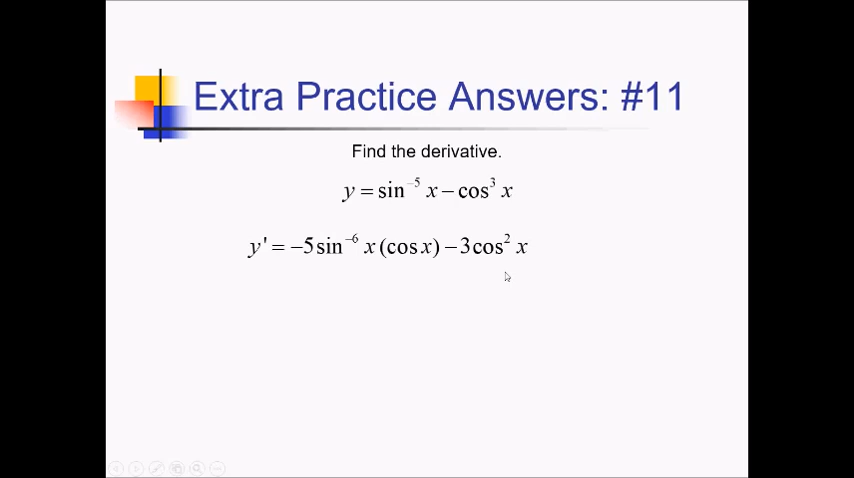 Extra Practice Answers: #11
Find the derivative.
y = sin⁻⁵ x − cos³ x
y' = −5 sin⁻⁶ x (cos x) − 3 cos² x